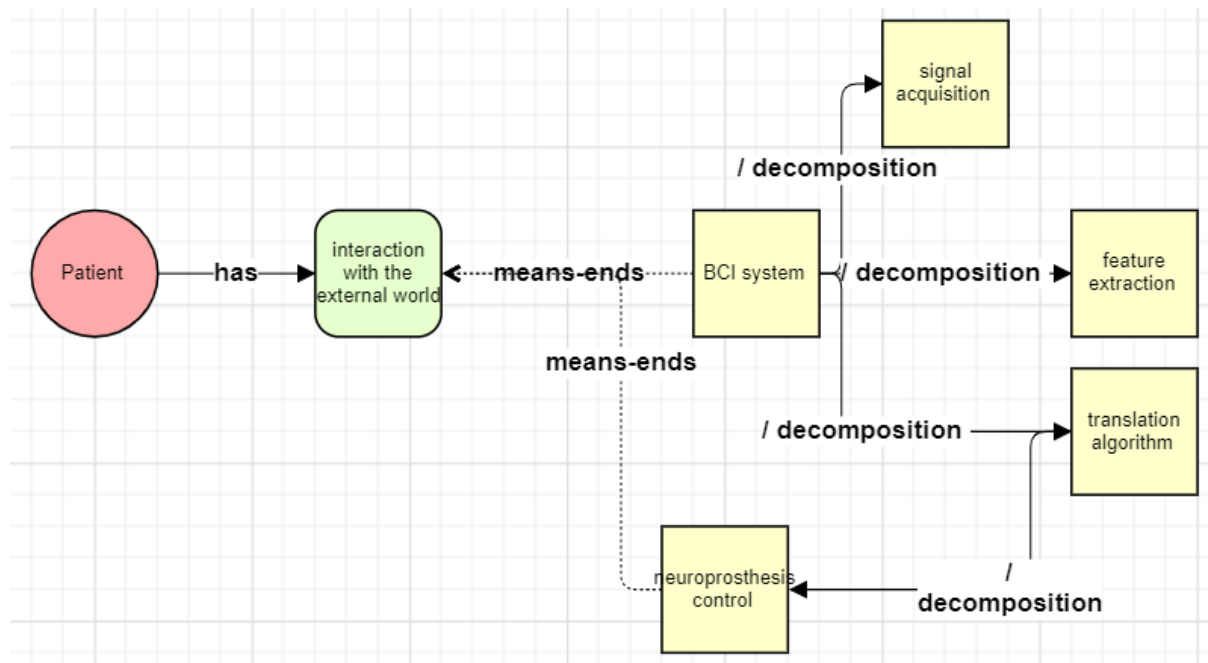 signal
acquisition
/ decomposition
Patient
has
interaction
with the
external world
means-ends
BCI system
/ decomposition
feature
extraction
means-ends
/ decomposition
translation
algorithm
neuroprosthesis
control
/
decomposition